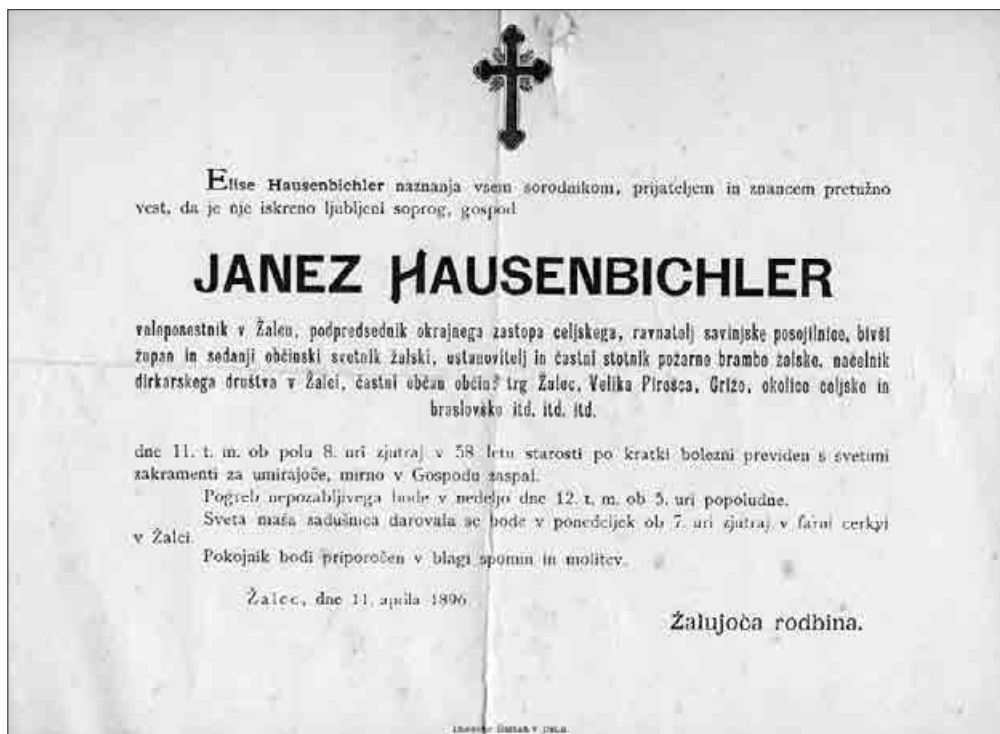 Elise Hausenbichler naznanja vsem sorodnikom, prijateljem in znancem pretužno
vest, da je nje iskreno ljubljeni soprog, gospod
JANEZ HAUSENBICHLER
veleposestnik v Žalcu, podpredsednik okrajnega zastopa celjskega, ravnatelj savinjske posojilnice, bivši
župan in sedanji občinski svetnik žalski, ustanovitelj in častni stotnik požarne brambe žalske, načelnik
dirkarskega društva v Žalci, častni občan občin: trg Žalec, Velika Pirešca, Griže, okolice celjske in
braslovške itd. itd. itd.
dne 11. t. m. ob polu 8. uri zjutraj v 58. letu starosti po kratki bolezni previden s svetimi
zakramenti za umirajoče, mirno v Gospodu zaspal.
Pogreb nepozabljivega bode v nedeljo dne 12. t. m. ob 5. uri popoludne.
Sveta maša zadušnica darovala se bode v ponedeljek ob 7. uri zjutraj v farni cerkvi
v Žalci.
Pokojnik bodi priporočen v blagi spomin in molitev.
Žalec, dne 11. aprila 1896
Žalujoča rodbina.